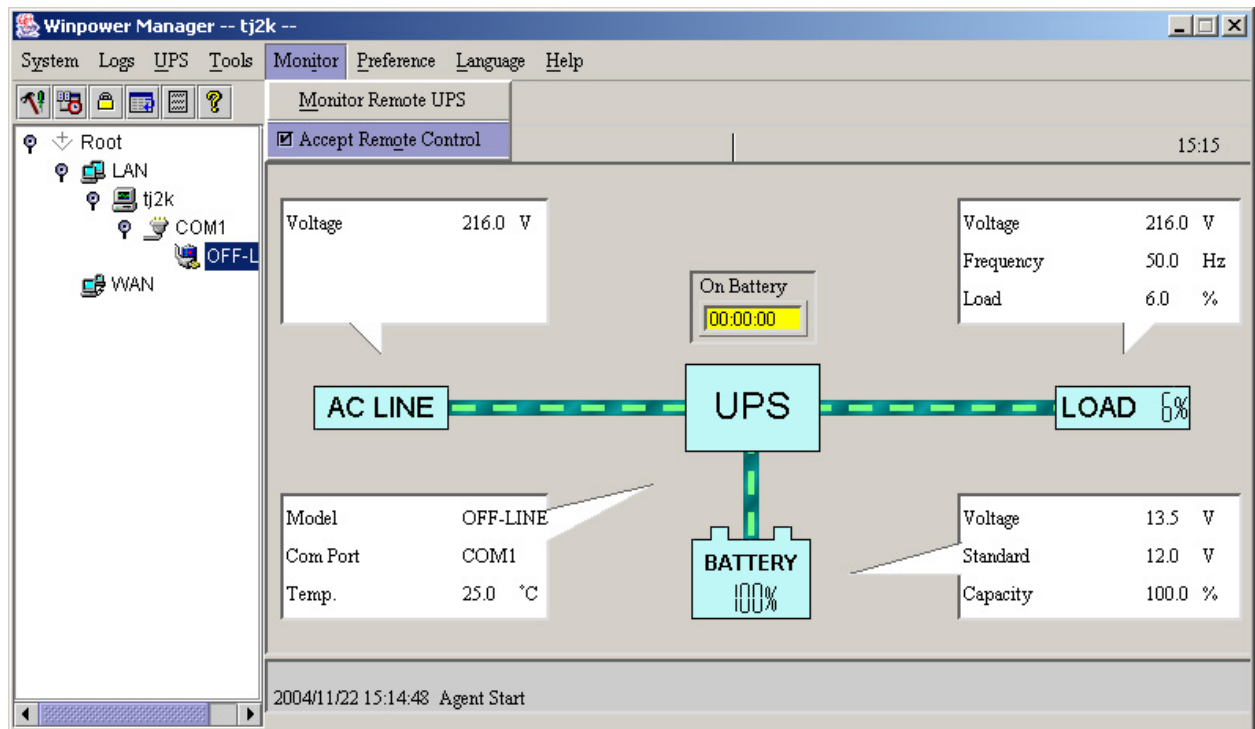 Winpower Manager -- tj2k --
System Logs UPS Tools Monitor Preference Language Help
Monitor Remote UPS
Accept Remote Control
15:15
Root
LAN
tj2k
COM1
OFF-L
WAN
Voltage 216.0 V
On Battery
00:00:00
Voltage 216.0 V
Frequency 50.0 Hz
Load 6.0 %
AC LINE
UPS
LOAD 6%
Model OFF-LINE
Com Port COM1
Temp. 25.0 °C
BATTERY
100%
Voltage 13.5 V
Standard 12.0 V
Capacity 100.0 %
2004/11/22 15:14:48 Agent Start